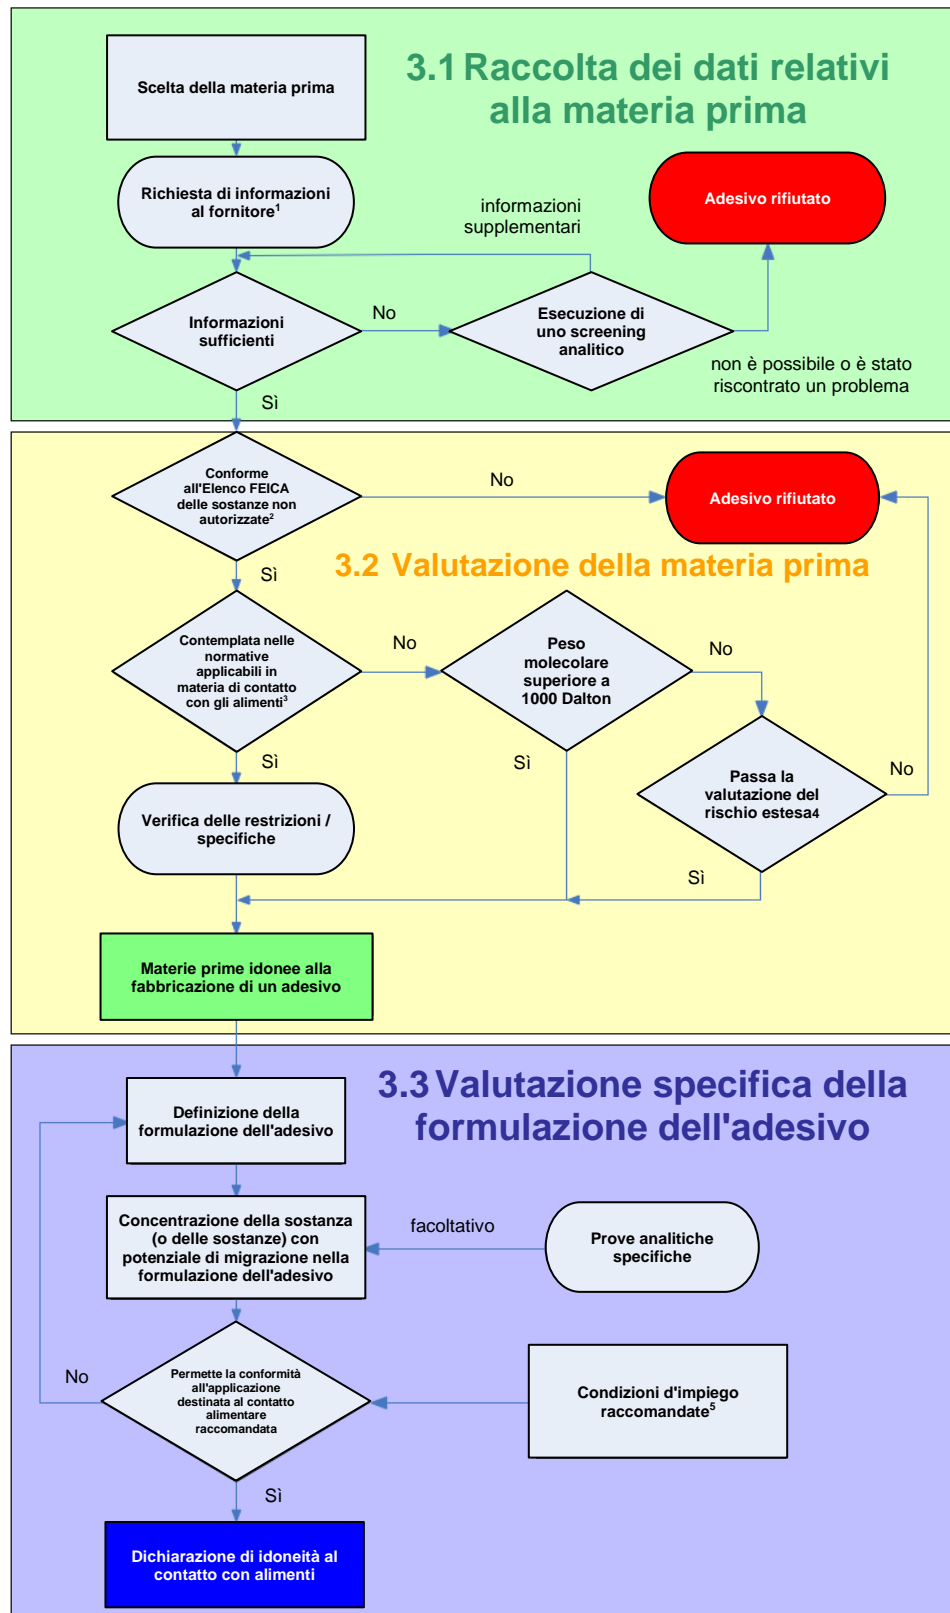 3.1 Raccolta dei dati relativi
alla materia prima
Scelta della materia prima
Richiesta di informazioni
al fornitore¹
informazioni
supplementari
Adesivo rifiutato
Informazioni
sufficienti
No
Esecuzione di
uno screening
analitico
non è possibile o è stato
riscontrato un problema
Sì
Conforme
all'Elenco FEICA
delle sostanze non
autorizzate²
No
Adesivo rifiutato
Sì
3.2 Valutazione della materia prima
Contemplata nelle
normative
applicabili in
materia di contatto
con gli alimenti³
No
Peso
molecolare
superiore a
1000 Dalton
No
Sì
Sì
Passa la
valutazione del
rischio estesa4
No
Verifica delle restrizioni /
specifiche
Sì
Materie prime idonee alla
fabbricazione di un adesivo
3.3 Valutazione specifica della
formulazione dell'adesivo
Definizione della
formulazione dell'adesivo
Concentrazione della sostanza
(o delle sostanze) con
potenziale di migrazione nella
formulazione dell'adesivo
facoltativo
Prove analitiche
specifiche
No
Permette la conformità
all'applicazione
destinata al contatto
alimentare
raccomandata
Condizioni d'impiego
raccomandate⁵
Sì
Dichiarazione di idoneità al
contatto con alimenti